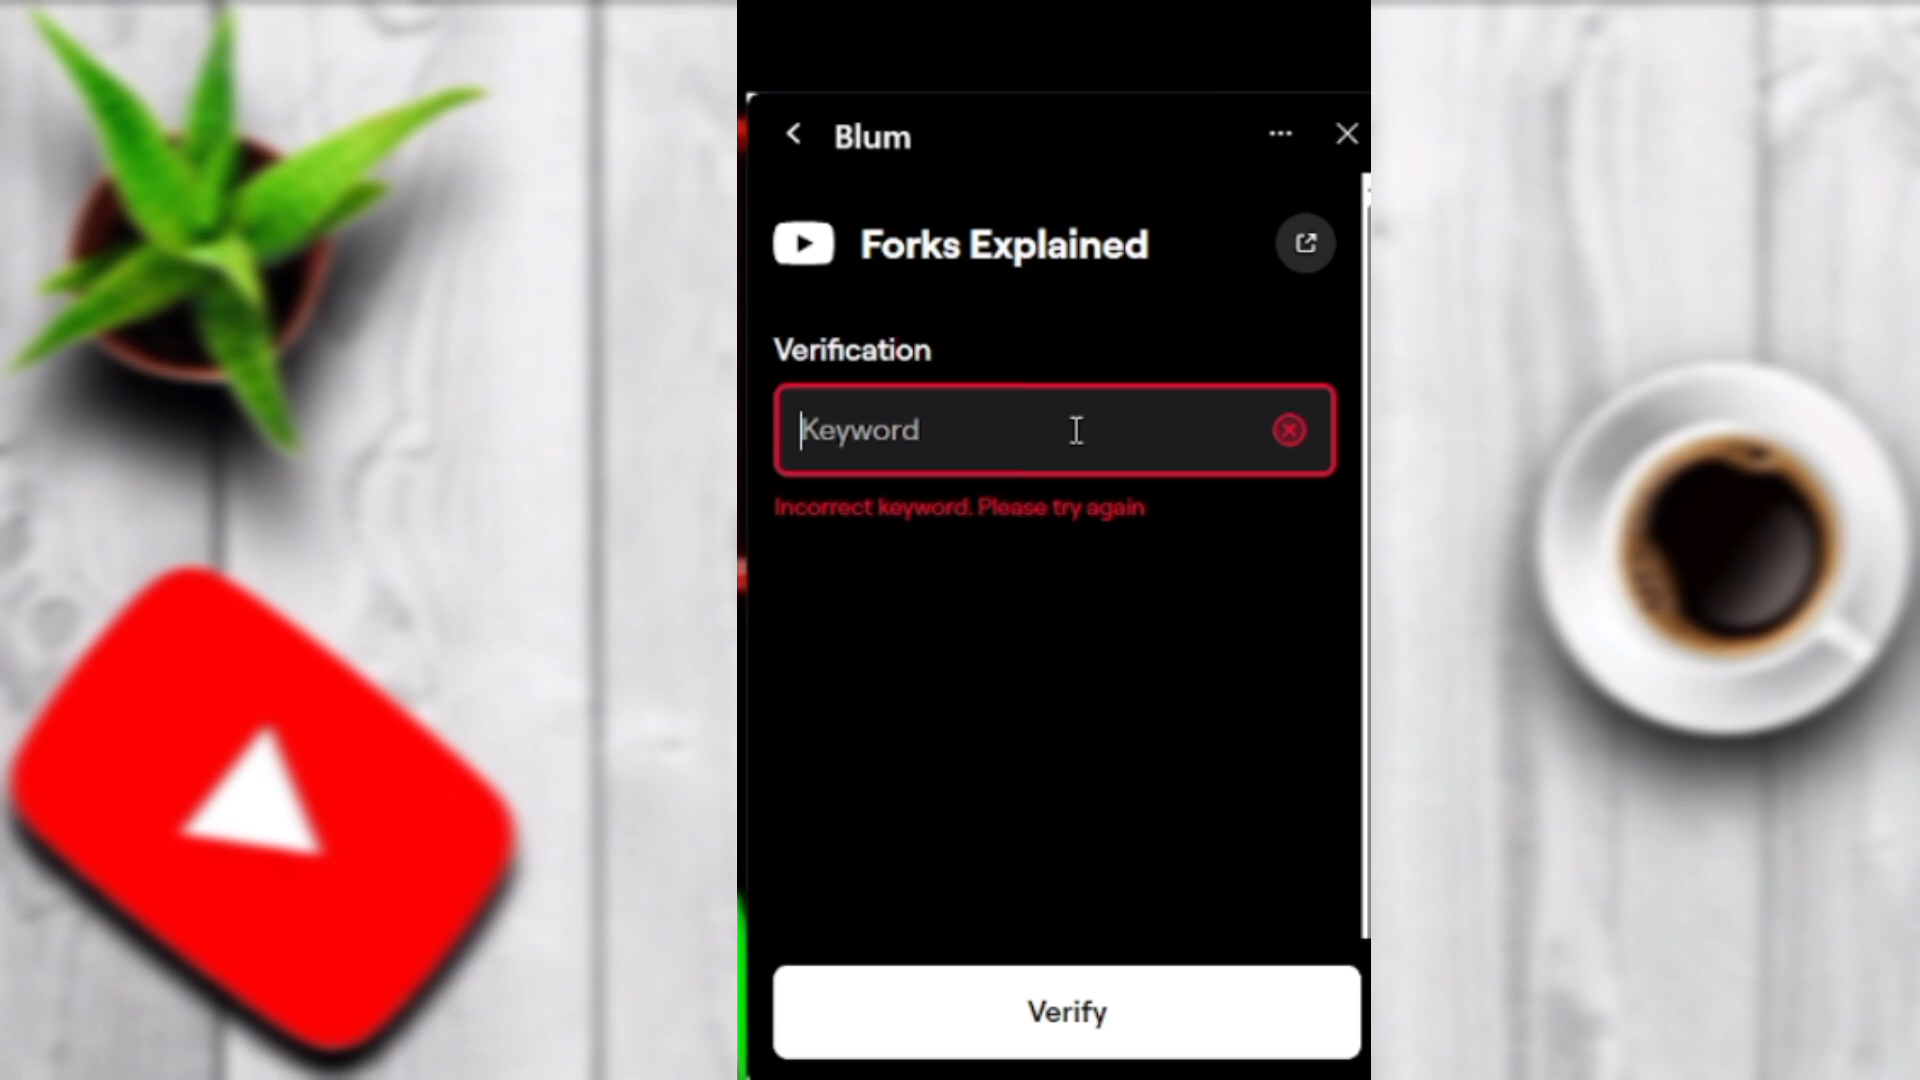 Blum
Forks Explained
Verification
Keyword
Incorrect keyword. Please try again
Verify